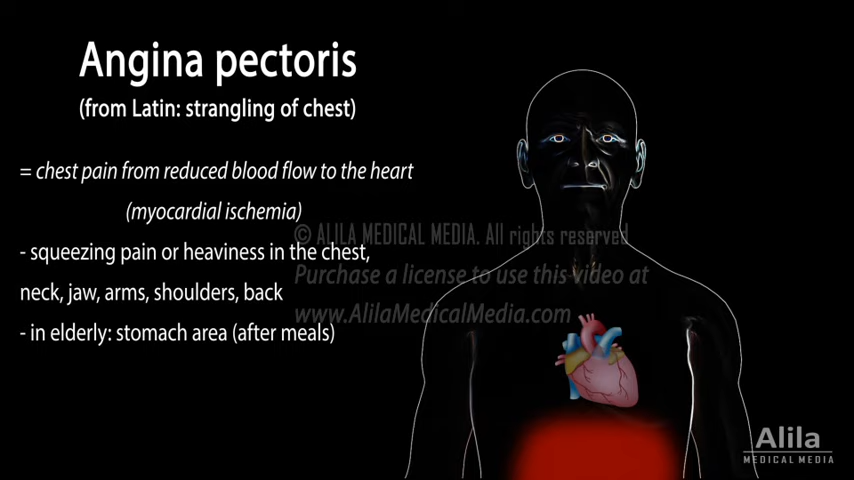 Angina pectoris
(from Latin: strangling of chest)
= chest pain from reduced blood flow to the heart
(myocardial ischemia)
- squeezing pain or heaviness in the chest,
neck, jaw, arms, shoulders, back
- in elderly: stomach area (after meals)
© ALILA MEDICAL MEDIA. All rights reserved
Purchase a license to use this video at
www.AlilaMedicalMedia.com
Alila
MEDICAL MEDIA